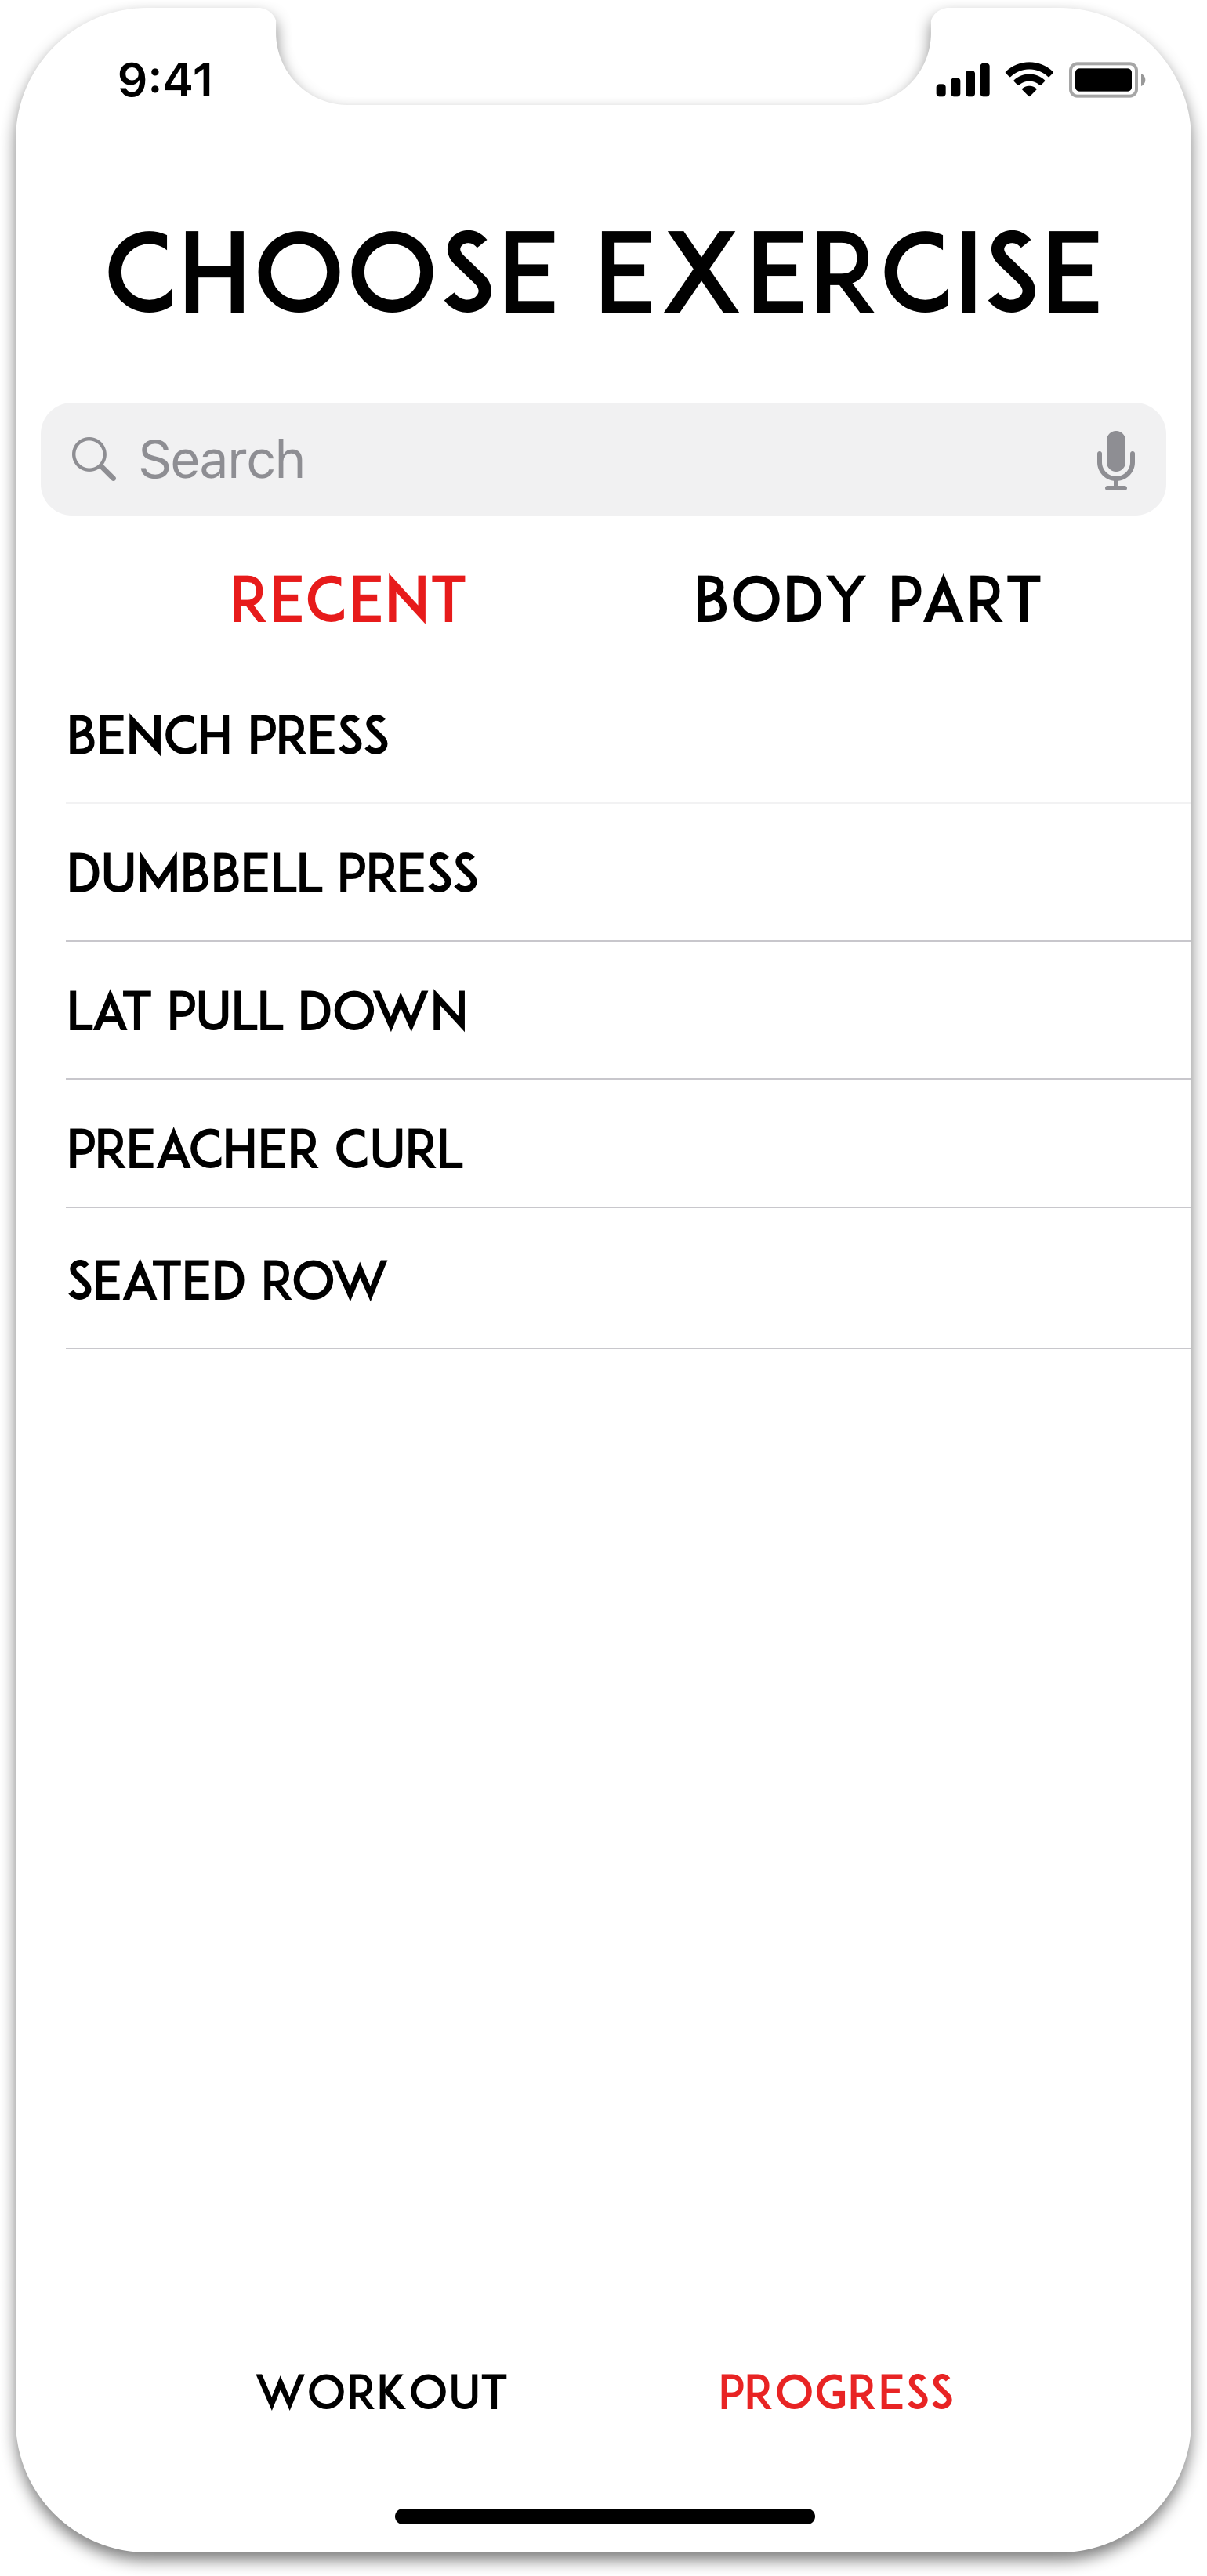 9:41
CHOOSE EXERCISE
Search
RECENT BODY PART
BENCH PRESS
DUMBBELL PRESS
LAT PULL DOWN
PREACHER CURL
SEATED ROW
WORKOUT PROGRESS